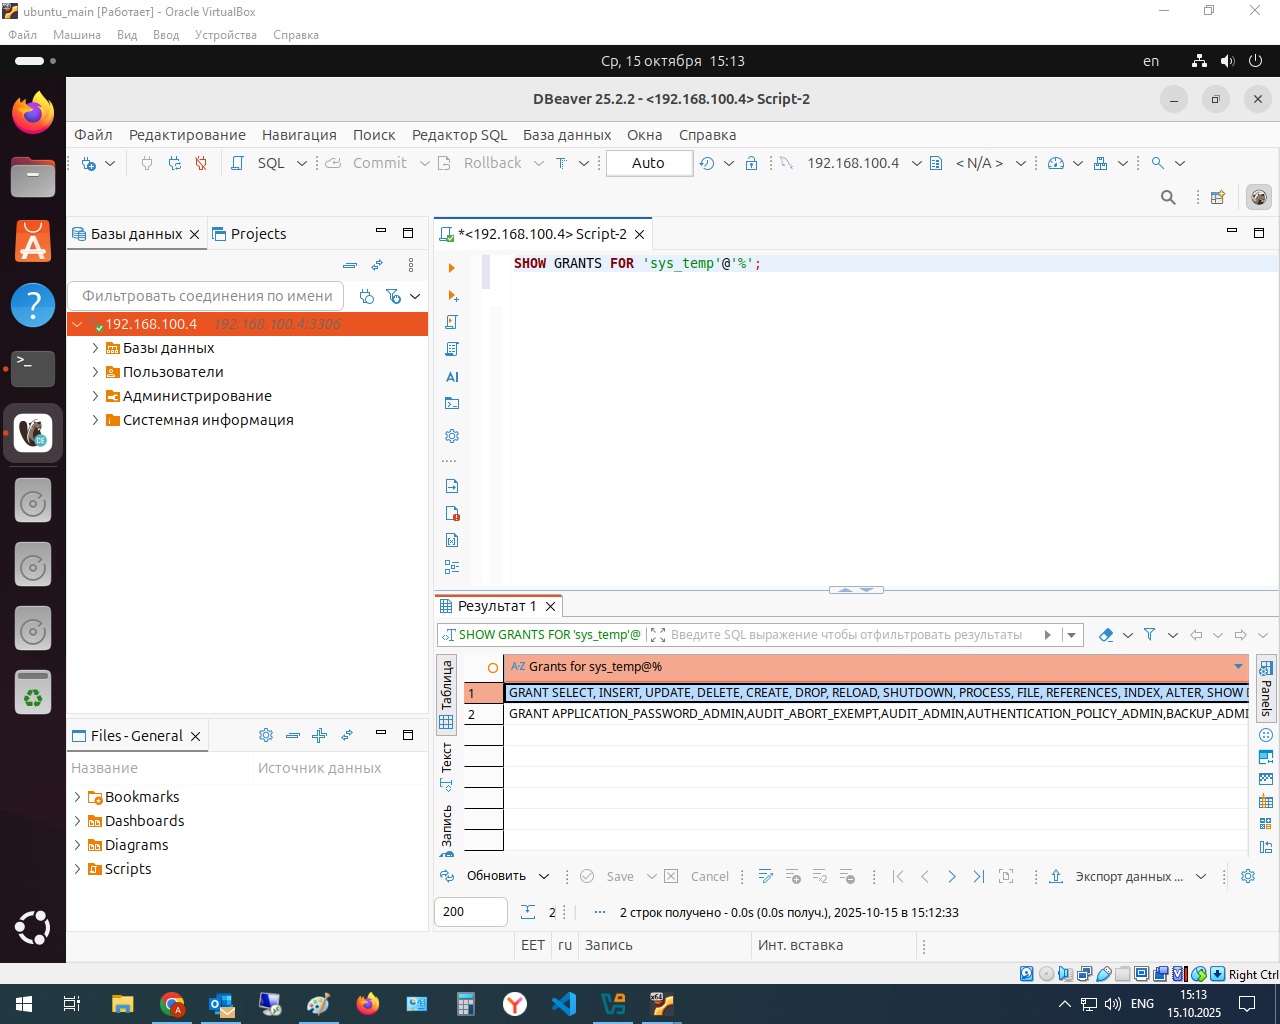 ubuntu_main [Работает] - Oracle VirtualBox
Файл Машина Вид Ввод Устройства Справка
Ср, 15 октября 15:13
en
DBeaver 25.2.2 - <192.168.100.4> Script-2
Файл Редактирование Навигация Поиск Редактор SQL База данных Окна Справка
SQL Commit Rollback T Auto 192.168.100.4 < N/A >
Базы данных Projects
*<192.168.100.4> Script-2
SHOW GRANTS FOR 'sys_temp'@'%';
Фильтровать соединения по имени
192.168.100.4 192.168.100.4:3306
Базы данных
Пользователи
Администрирование
Системная информация
AI
Результат 1
SHOW GRANTS FOR 'sys_temp'@
Введите SQL выражение чтобы отфильтровать результаты
Таблица
Текст
Запись
A-Z Grants for sys_temp@%
1 GRANT SELECT, INSERT, UPDATE, DELETE, CREATE, DROP, RELOAD, SHUTDOWN, PROCESS, FILE, REFERENCES, INDEX, ALTER, SHOW
2 GRANT APPLICATION_PASSWORD_ADMIN,AUDIT_ABORT_EXEMPT,AUDIT_ADMIN,AUTHENTICATION_POLICY_ADMIN,BACKUP_ADMI
Panels
Files - General
Название Источник данных
Bookmarks
Dashboards
Diagrams
Scripts
Обновить Save Cancel Экспорт данных ...
200 2 2 строк получено - 0.0s (0.0s получ.), 2025-10-15 в 15:12:33
EET ru Запись Инт. вставка
Right Ctrl
ENG
15:13
15.10.2025